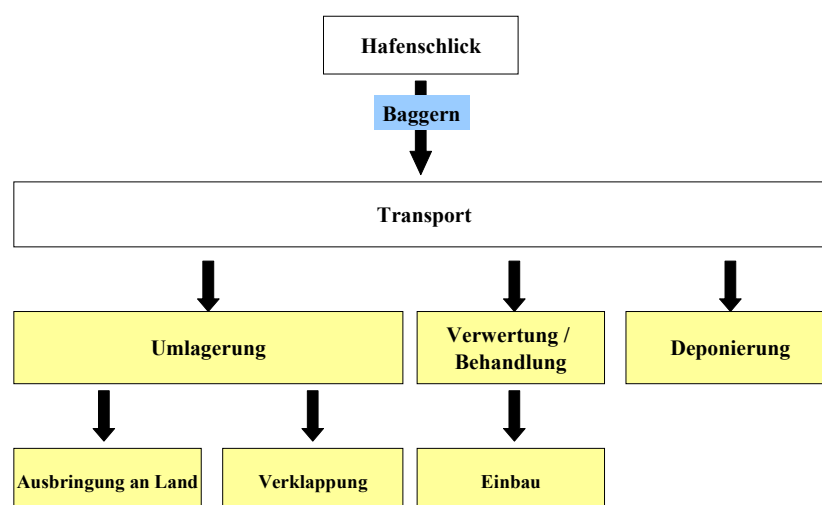 Hafenschlick
Baggern
Transport
Umlagerung
Verwertung /
Behandlung
Deponierung
Ausbringung an Land
Verklappung
Einbau